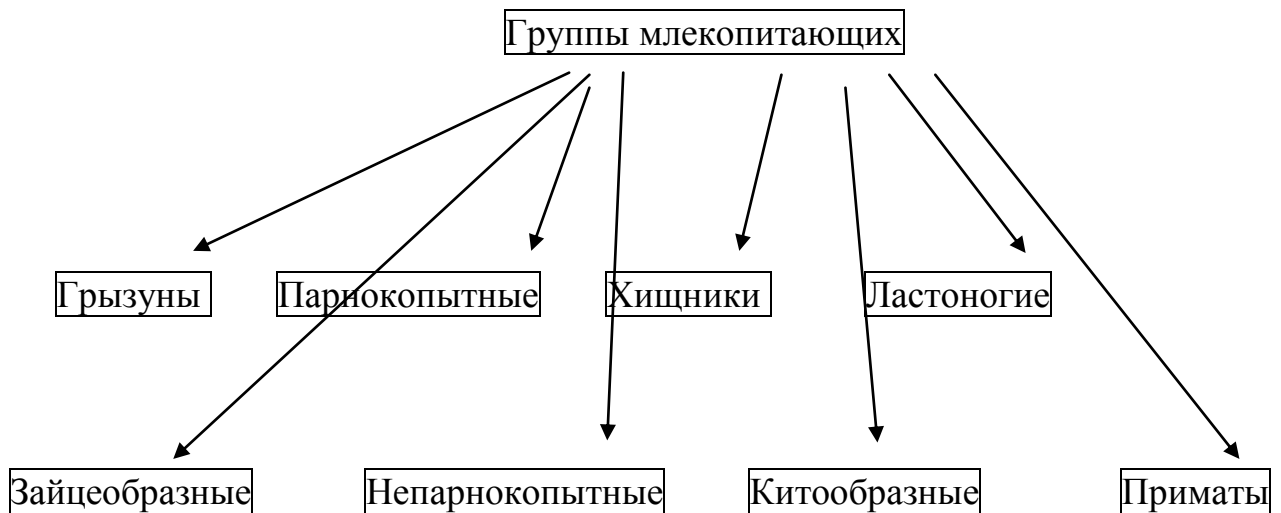 Группы млекопитающих
Грызуны Парнокопытные Хищники Ластоногие
Зайцеобразные Непарнокопытные Китообразные Приматы